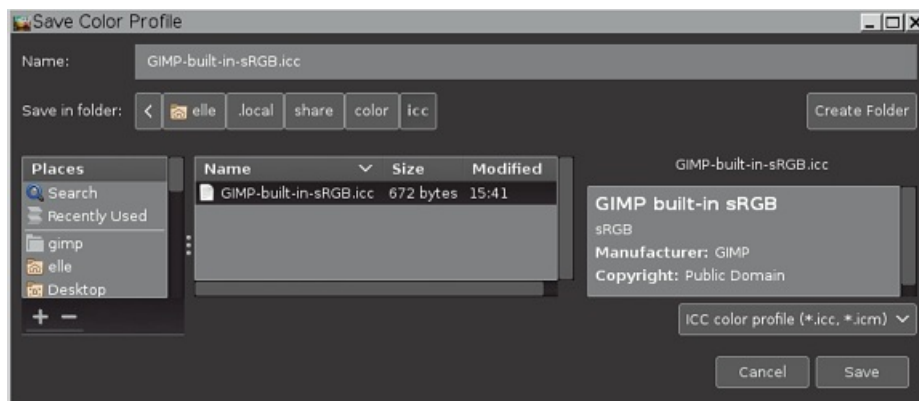 Save Color Profile
Name: GIMP-built-in-sRGB.icc
Save in folder: elle .local share color icc Create Folder
Places
Search
Recently Used
gimp
elle
Desktop
Name Size Modified
GIMP-built-in-sRGB.icc 672 bytes 15:41
GIMP-built-in-sRGB.icc
GIMP built-in sRGB
sRGB
Manufacturer: GIMP
Copyright: Public Domain
ICC color profile (*.icc, *.icm)
Cancel Save